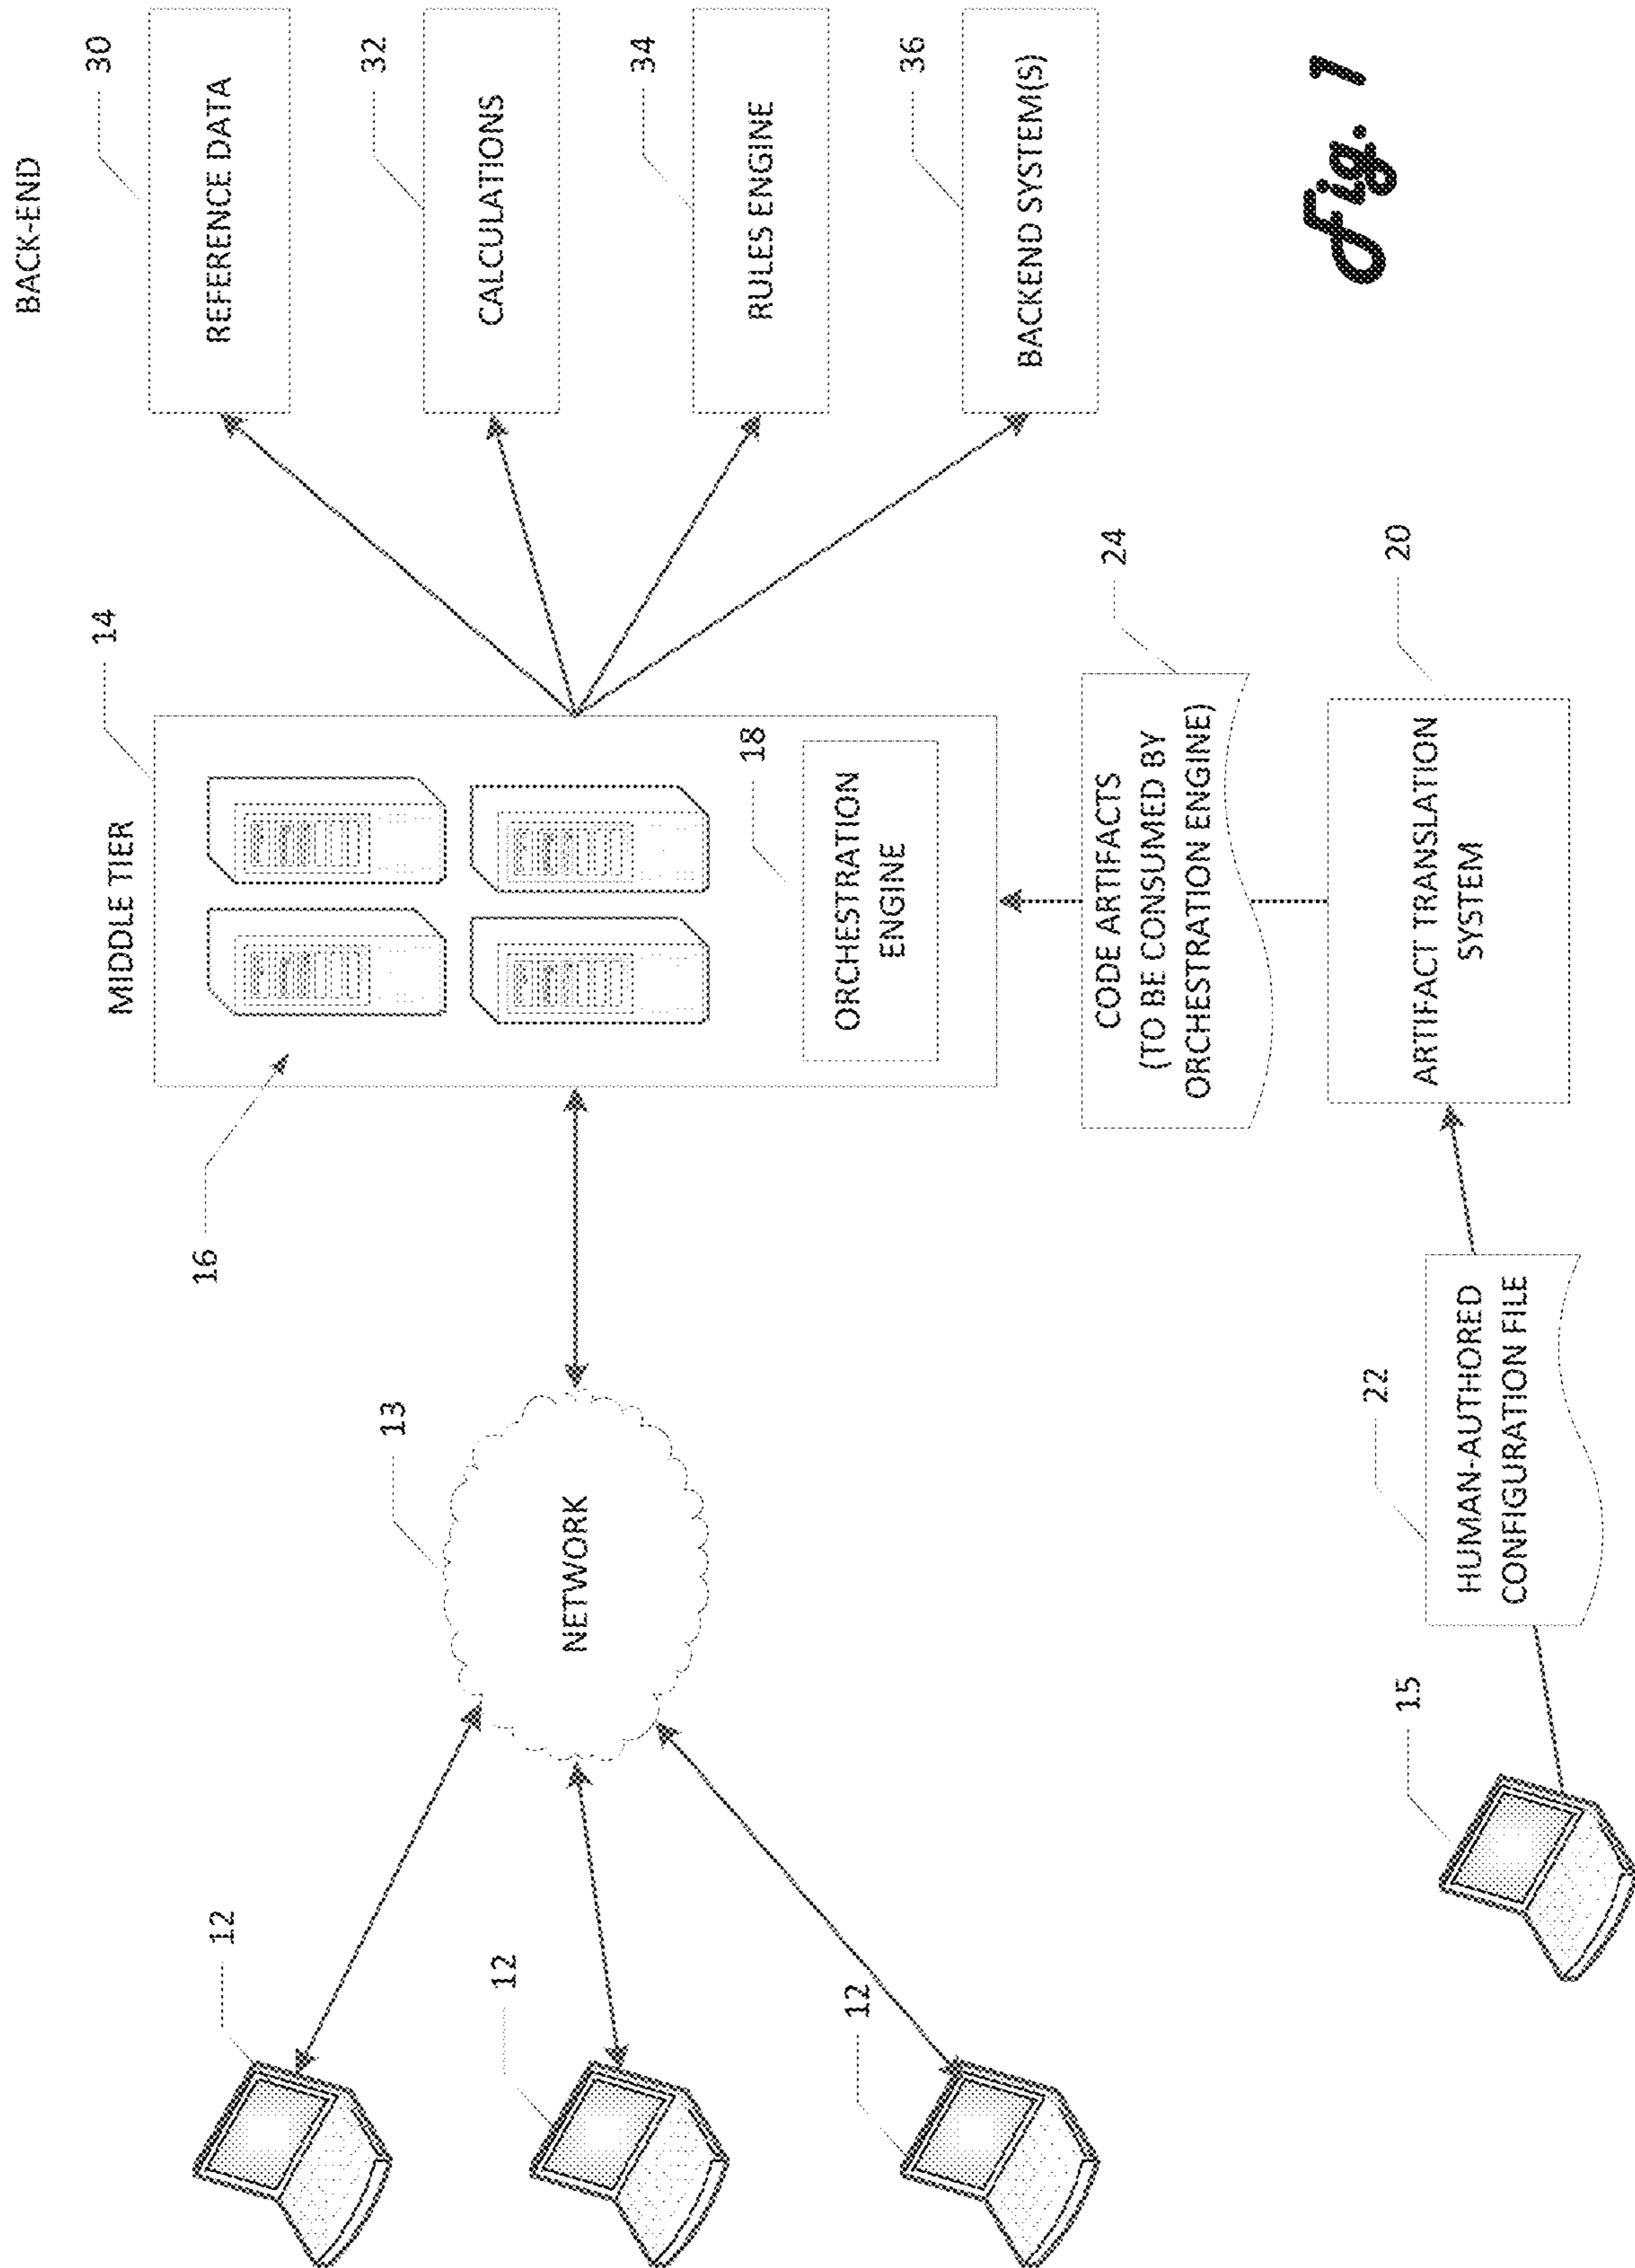 BACK-END
MIDDLE TIER
14
30
REFERENCE DATA
16
12
32
CALCULATIONS
13
NETWORK
12
34
RULES ENGINE
18
ORCHESTRATION
ENGINE
12
36
BACKEND SYSTEM(S)
24
CODE ARTIFACTS
(TO BE CONSUMED BY
ORCHESTRATION ENGINE)
20
ARTIFACT TRANSLATION
SYSTEM
22
HUMAN-AUTHORED
CONFIGURATION FILE
15
Fig. 1